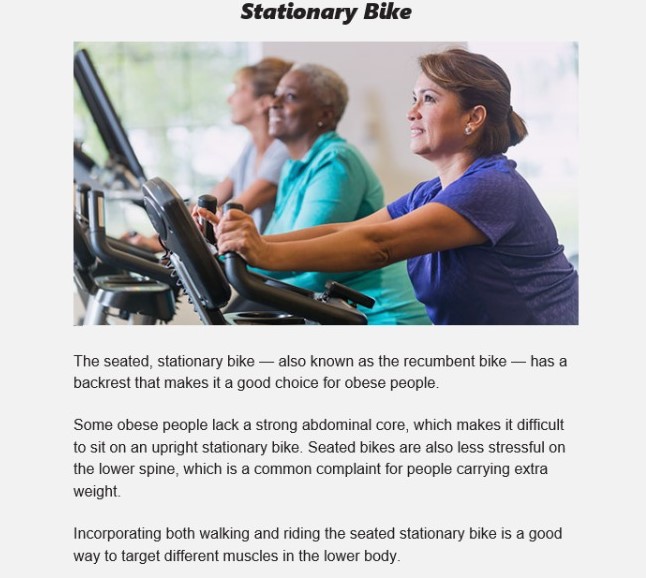 Stationary Bike
The seated, stationary bike — also known as the recumbent bike — has a
backrest that makes it a good choice for obese people.
Some obese people lack a strong abdominal core, which makes it difficult
to sit on an upright stationary bike. Seated bikes are also less stressful on
the lower spine, which is a common complaint for people carrying extra
weight.
Incorporating both walking and riding the seated stationary bike is a good
way to target different muscles in the lower body.